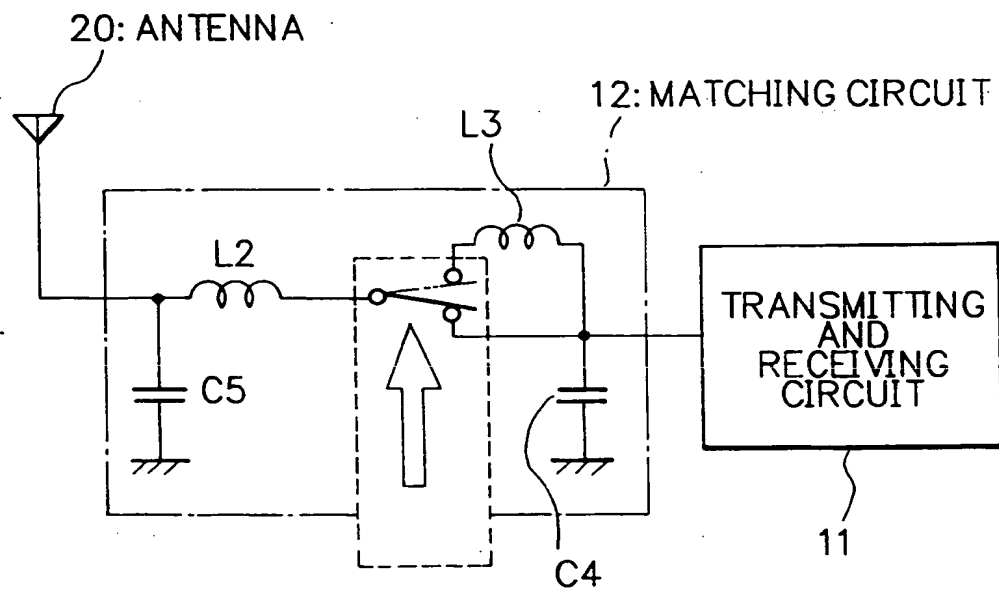 20: ANTENNA
12: MATCHING CIRCUIT
L3
L2
TRANSMITTING
AND
RECEIVING
CIRCUIT
C5
11
C4